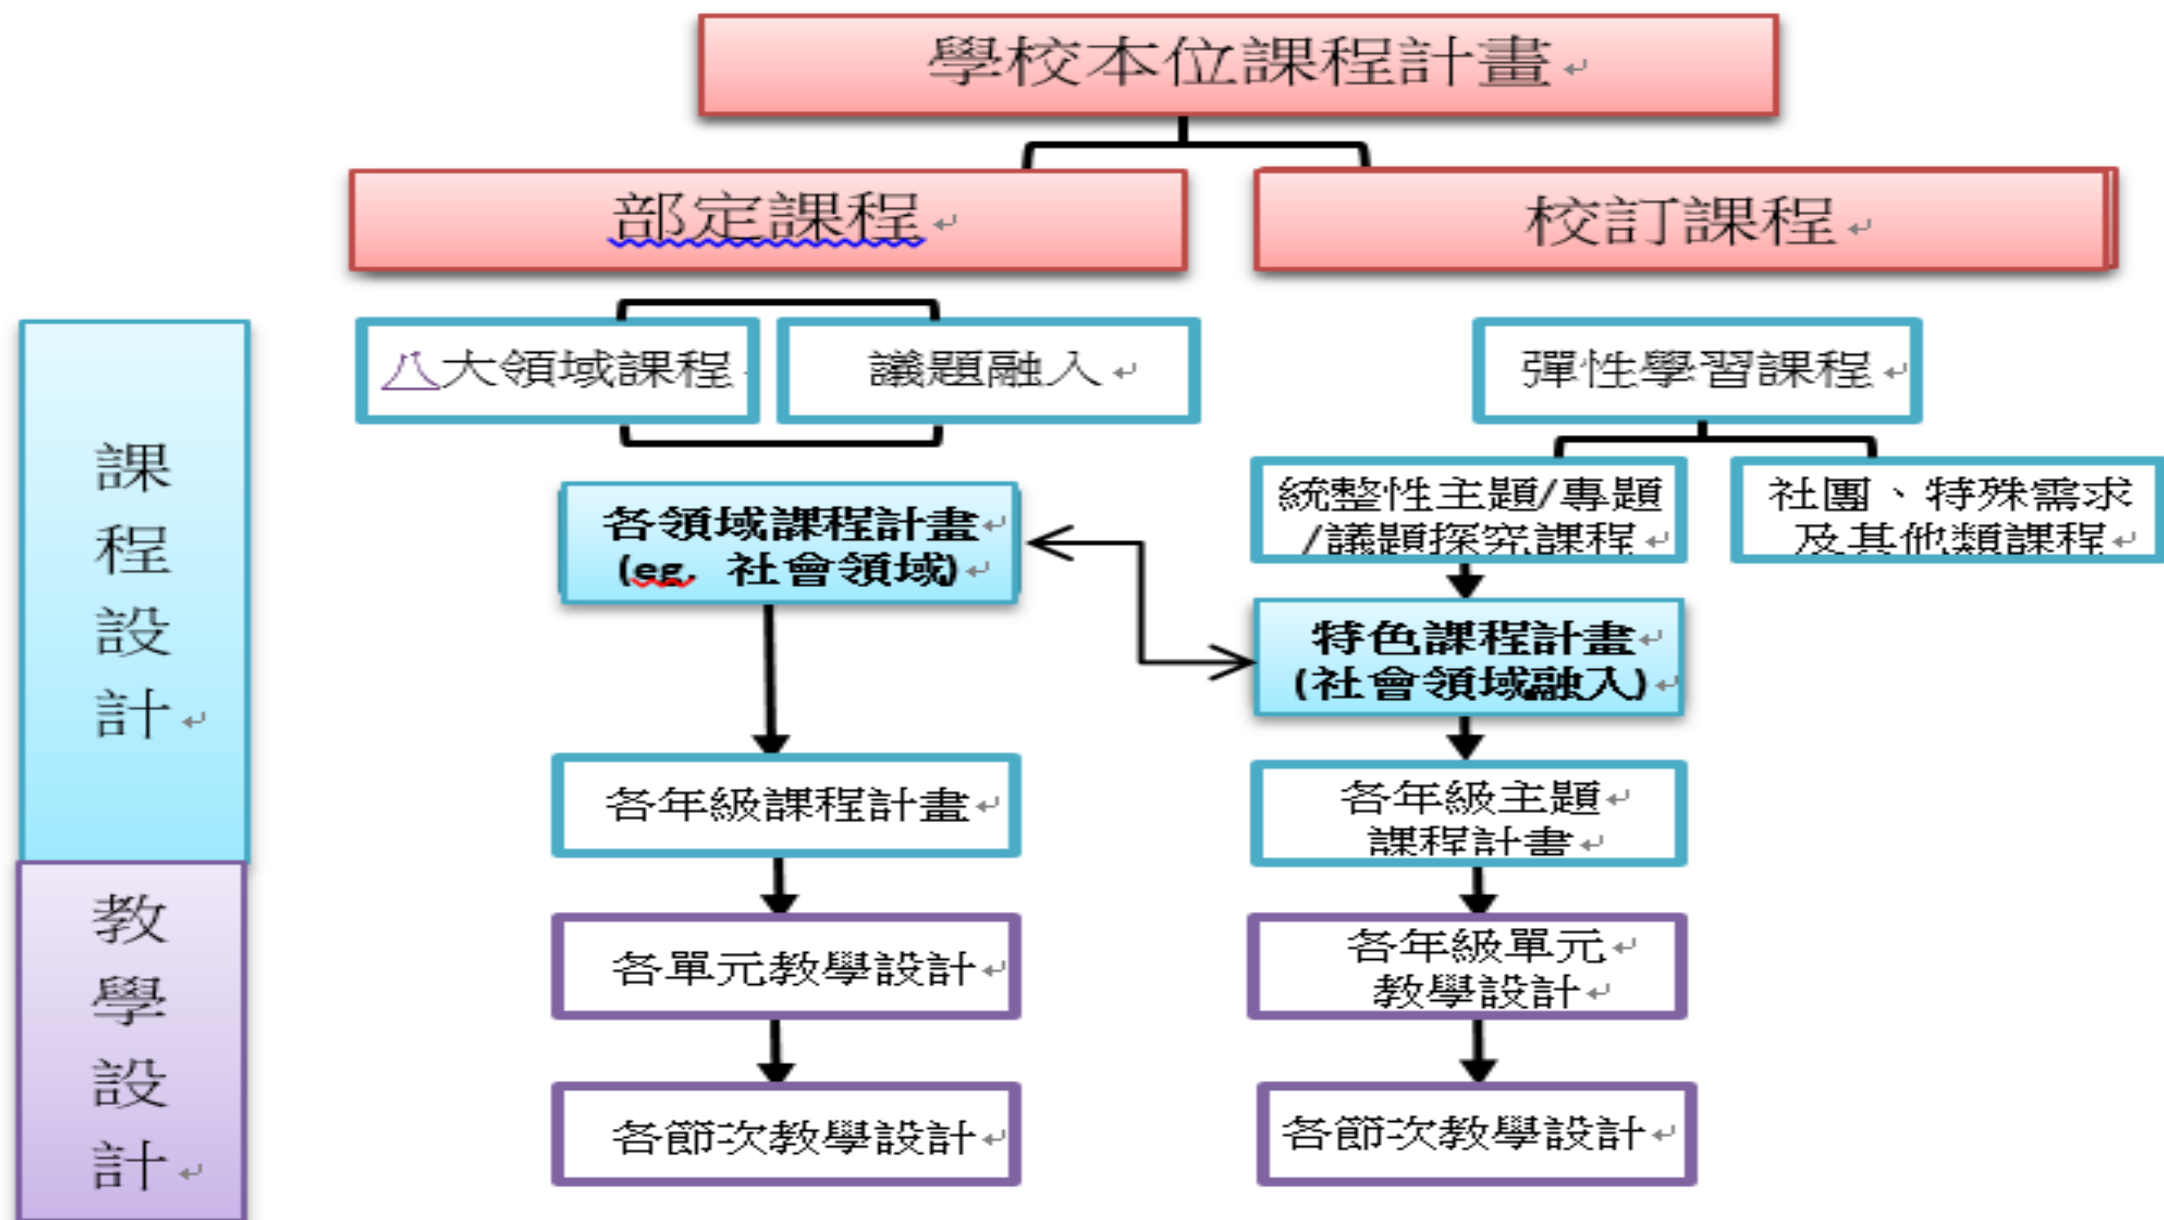 學校本位課程計畫
部定課程
校訂課程
八大領域課程
議題融入
彈性學習課程
統整性主題/專題
/議題探究課程
社團、特殊需求
及其他類課程
各領域課程計畫
(eg. 社會領域)
特色課程計畫
(社會領域融入)
各年級課程計畫
各年級主題
課程計畫
各單元教學設計
各年級單元
教學設計
各節次教學設計
各節次教學設計
課
程
設
計
教
學
設
計